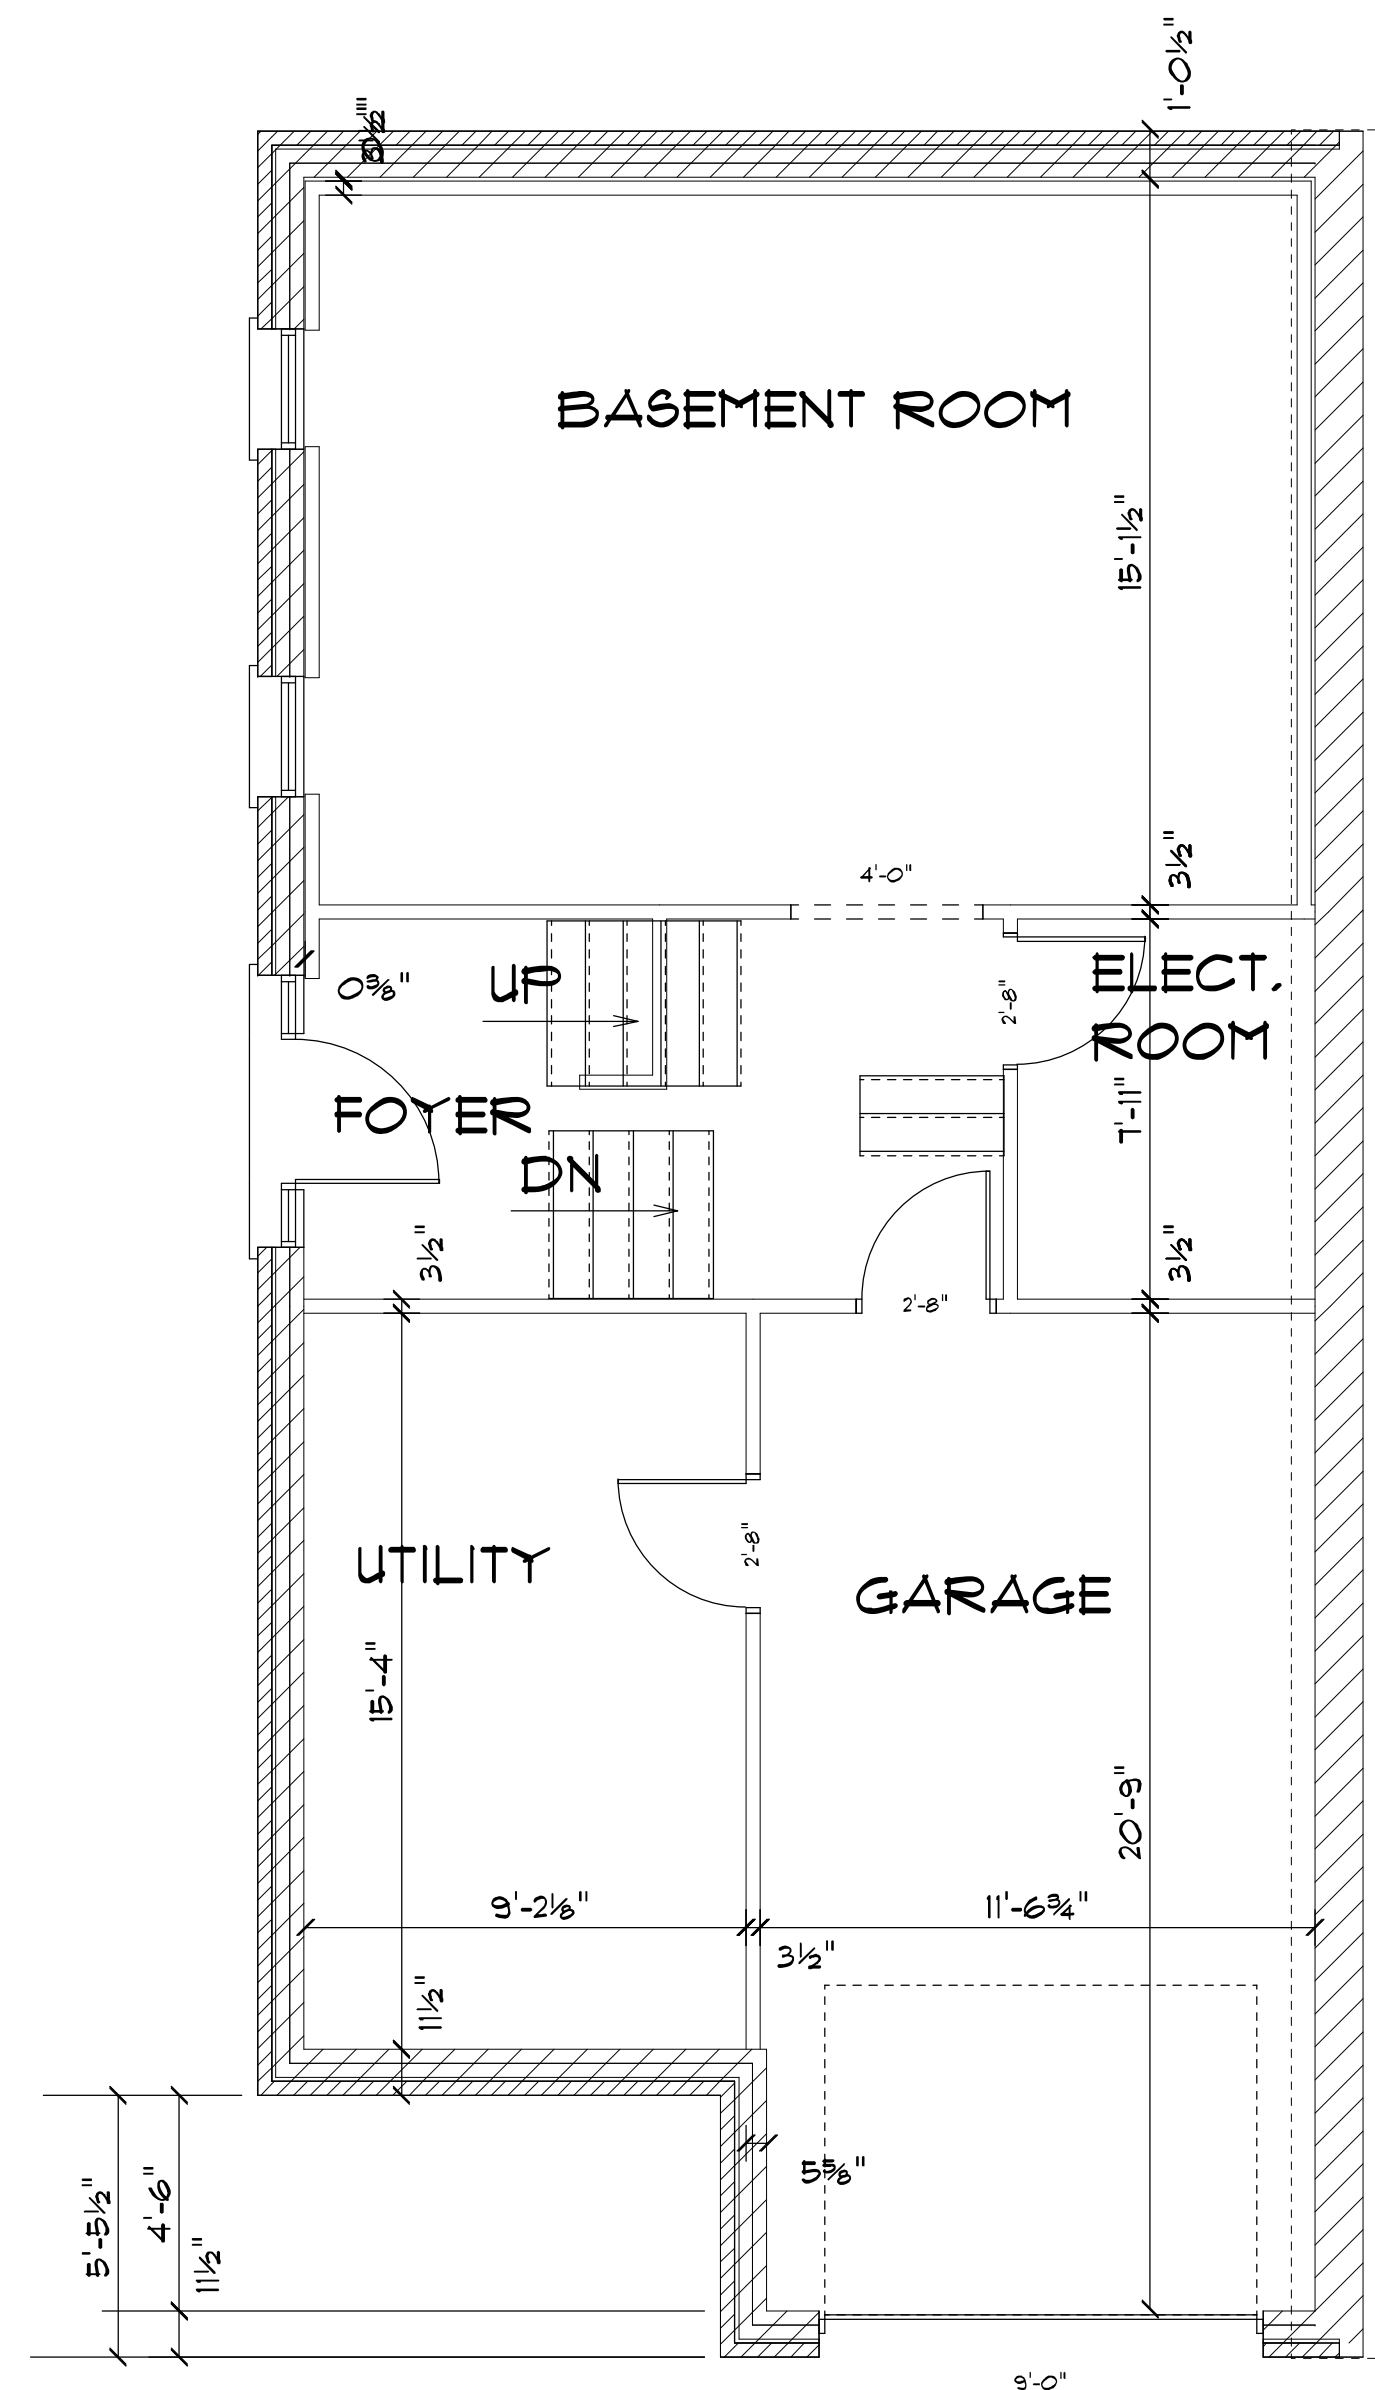 1'-0½"
BASEMENT ROOM
15'-1½"
3½"
4'-0"
0⅜"
UP
2'-8"
ELECT.
ROOM
FOYER
7'-11"
DN
3½"
3½"
2'-8"
UTILITY
2'-8"
GARAGE
15'-4"
20'-9"
9'-2⅛"
11'-6¾"
3½"
11½"
5⅝"
5'-5½"
4'-6"
11½"
9'-0"